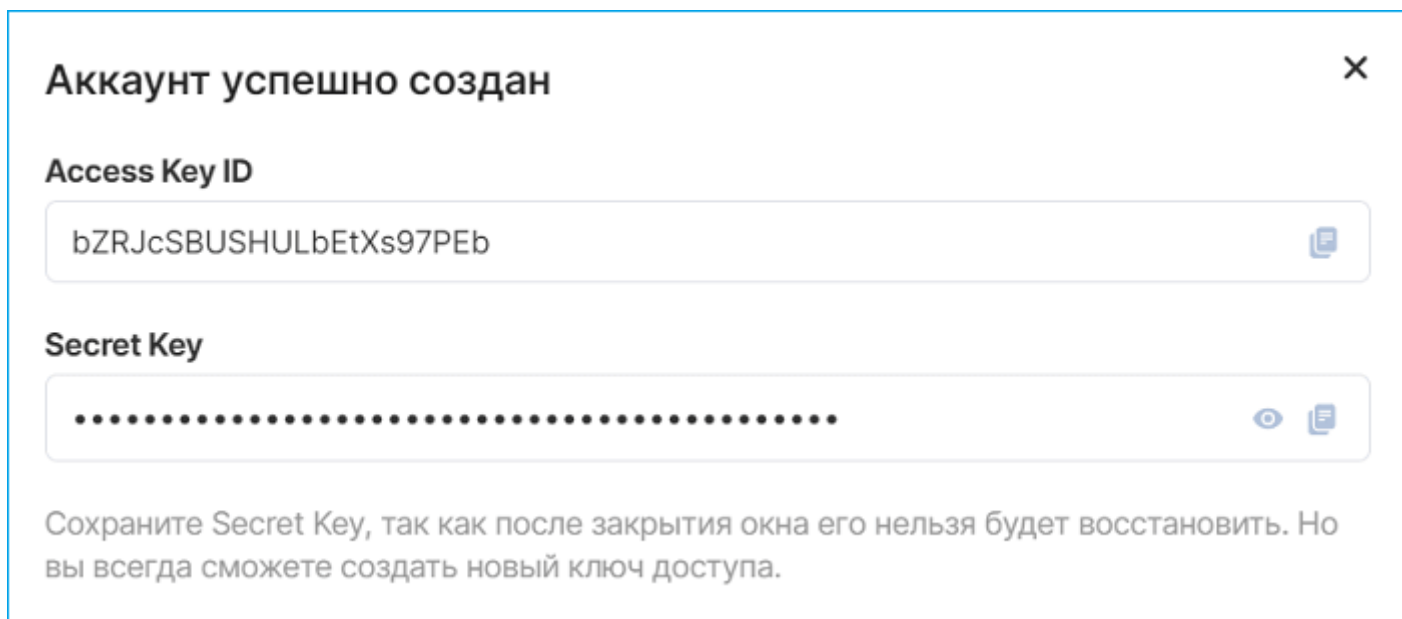 Аккаунт успешно создан
Access Key ID
bZRJcSBUSHULbEtXs97PEb
Secret Key
••••••••••••••••••••••••••••••••••••••••••••
Сохраните Secret Key, так как после закрытия окна его нельзя будет восстановить. Но
вы всегда сможете создать новый ключ доступа.